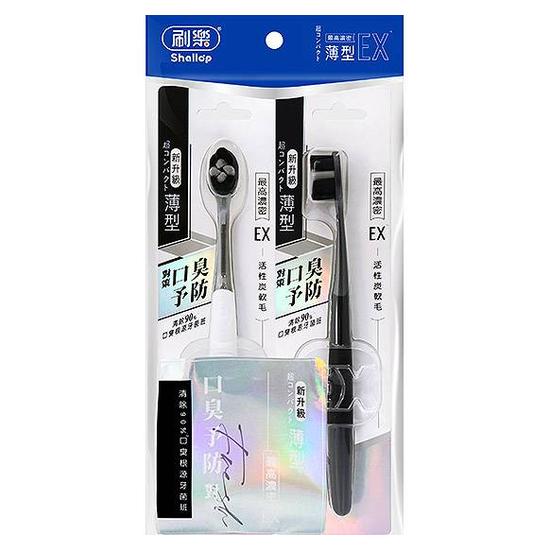 刷樂
Shallop
超コンパクト
最高濃密
薄型EX
超コンパクト
新升級
薄型
最高濃密
EX
活性炭軟毛
對策
口臭
予防
清除90%
口臭根源牙菌斑
超コンパクト
新升級
薄型
最高濃密
EX
活性炭軟毛
對策
口臭
予防
清除90%
口臭根源牙菌斑
清除90%口臭根源牙菌斑
口臭予防對
Fresh
超コンパクト
新升級
薄型
最高濃密
EX